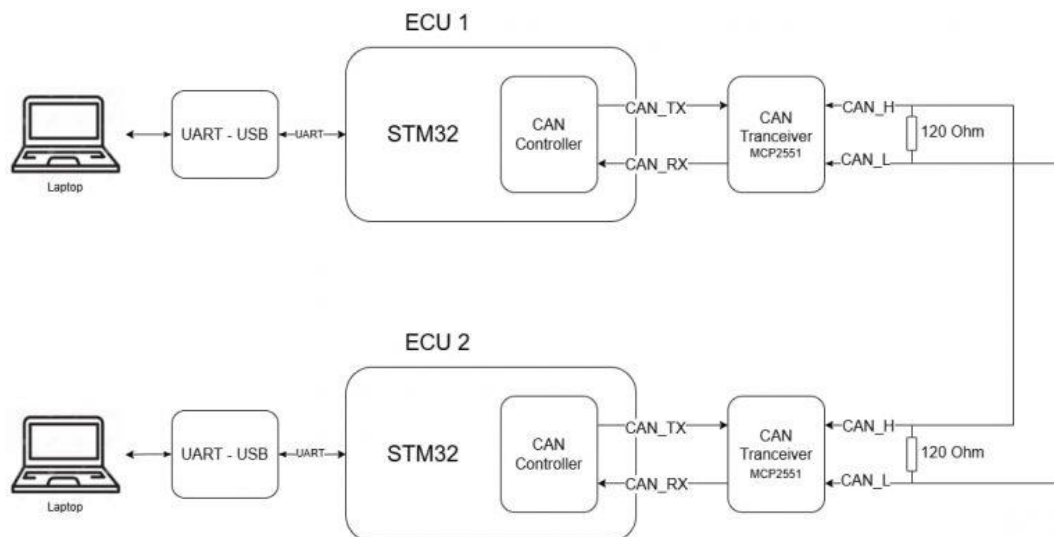 ECU 1
Laptop
UART - USB
UART
STM32
CAN
Controller
CAN_TX
CAN_RX
CAN
Tranceiver
MCP2551
CAN_H
CAN_L
120 Ohm
ECU 2
Laptop
UART - USB
UART
STM32
CAN
Controller
CAN_TX
CAN_RX
CAN
Tranceiver
MCP2551
CAN_H
CAN_L
120 Ohm